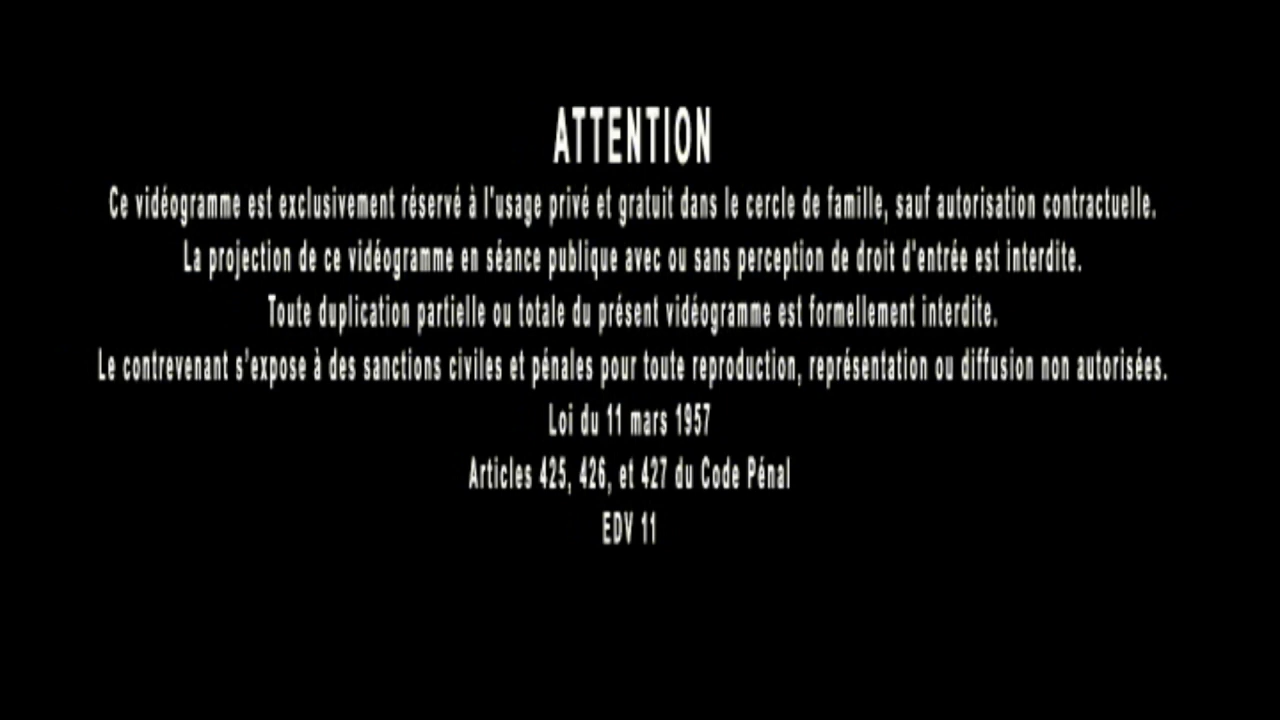 ATTENTION
Ce vidéogramme est exclusivement réservé à l'usage privé et gratuit dans le cercle de famille, sauf autorisation contractuelle.
La projection de ce vidéogramme en séance publique avec ou sans perception de droit d'entrée est interdite.
Toute duplication partielle ou totale du présent vidéogramme est formellement interdite.
Le contrevenant s'expose à des sanctions civiles et pénales pour toute reproduction, représentation ou diffusion non autorisées.
Loi du 11 mars 1957
Articles 425, 426, et 427 du Code Pénal
EDV 11